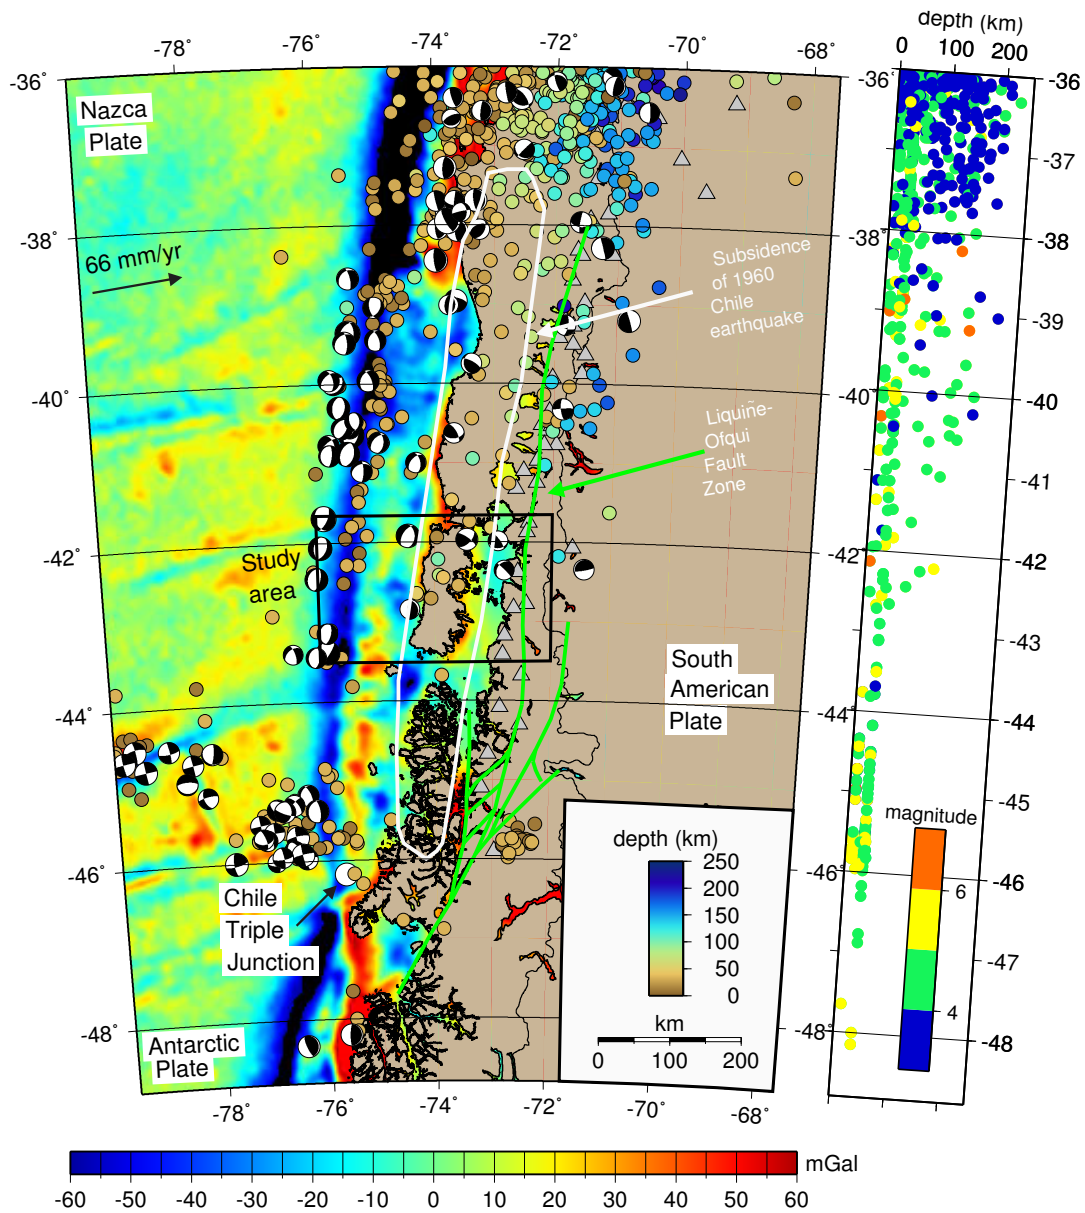 depth (km)
-78˚
-76˚
-74˚
-72˚
-70˚
-68˚
0
100
200
-36˚
-36˚
-36
Nazca
Plate
-37
-38˚
-38˚
-38
66 mm/yr
Subsidence
of 1960
Chile
earthquake
-39
-40˚
-40˚
-40
Liquiñe-
Ofqui
Fault
Zone
-41
-42˚
-42˚
-42
Study
area
-43
South
American
Plate
-44˚
-44˚
-44
-45
magnitude
depth (km)
250
200
150
100
50
0
-46˚
-46˚
-46
6
4
Chile
Triple
Junction
-47
km
0
100
200
-48˚
-48˚
-48
Antarctic
Plate
-78˚
-76˚
-74˚
-72˚
-70˚
-68˚
mGal
-60
-50
-40
-30
-20
-10
0
10
20
30
40
50
60